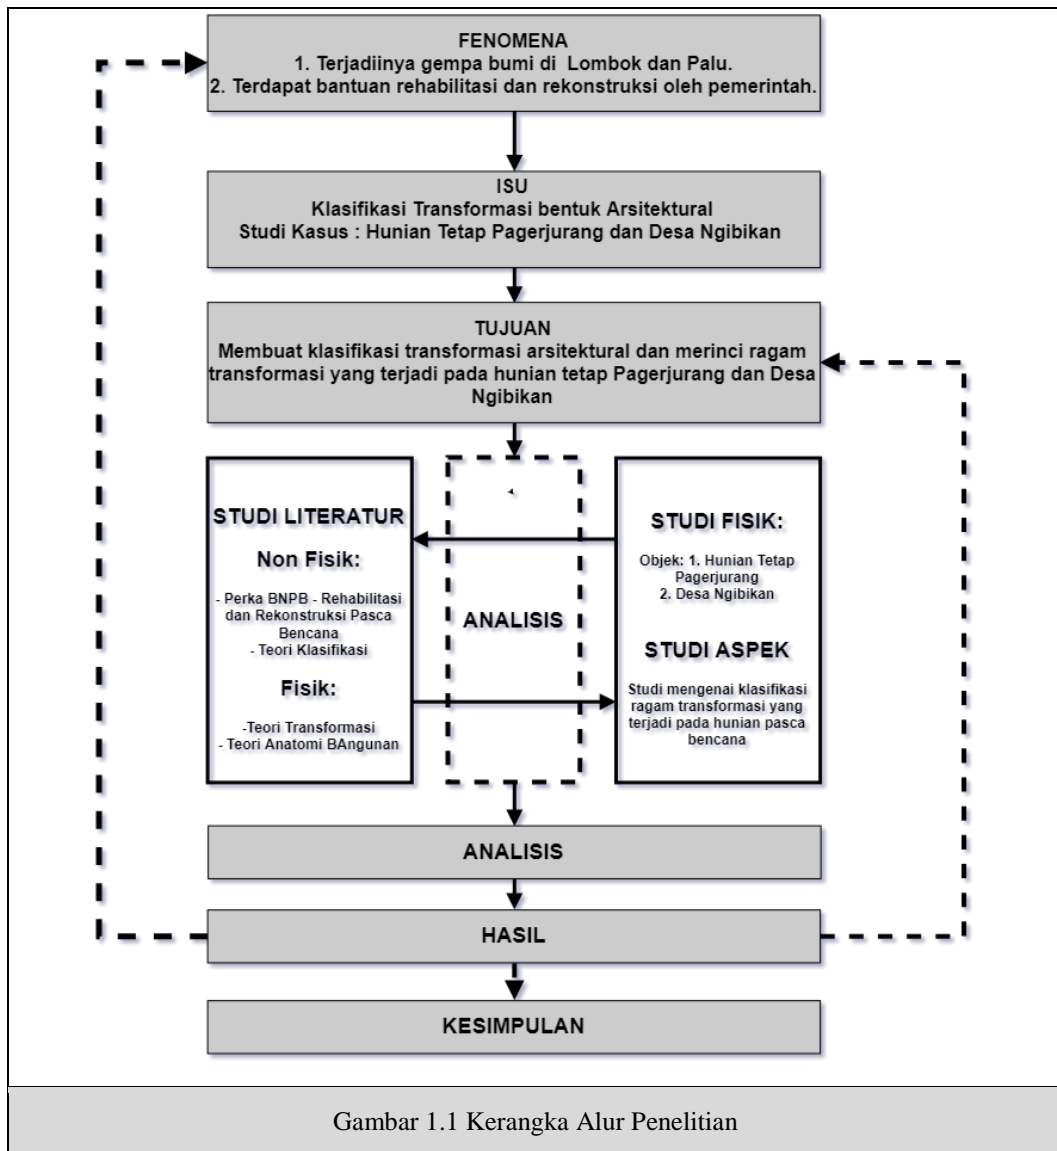 FENOMENA
1. Terjadiinya gempa bumi di Lombok dan Palu.
2. Terdapat bantuan rehabilitasi dan rekonstruksi oleh pemerintah.
ISU
Klasifikasi Transformasi bentuk Arsitektural
Studi Kasus : Hunian Tetap Pagerjurang dan Desa Ngibikan
TUJUAN
Membuat klasifikasi transformasi arsitektural dan merinci ragam
transformasi yang terjadi pada hunian tetap Pagerjurang dan Desa
Ngibikan
STUDI LITERATUR
Non Fisik:
- Perka BNPB - Rehabilitasi
dan Rekonstruksi Pasca
Bencana
- Teori Klasifikasi
Fisik:
-Teori Transformasi
- Teori Anatomi BAngunan
ANALISIS
STUDI FISIK:
Objek: 1. Hunian Tetap
Pagerjurang
2. Desa Ngibikan
STUDI ASPEK
Studi mengenai klasifikasi
ragam transformasi yang
terjadi pada hunian pasca
bencana
ANALISIS
HASIL
KESIMPULAN
Gambar 1.1 Kerangka Alur Penelitian